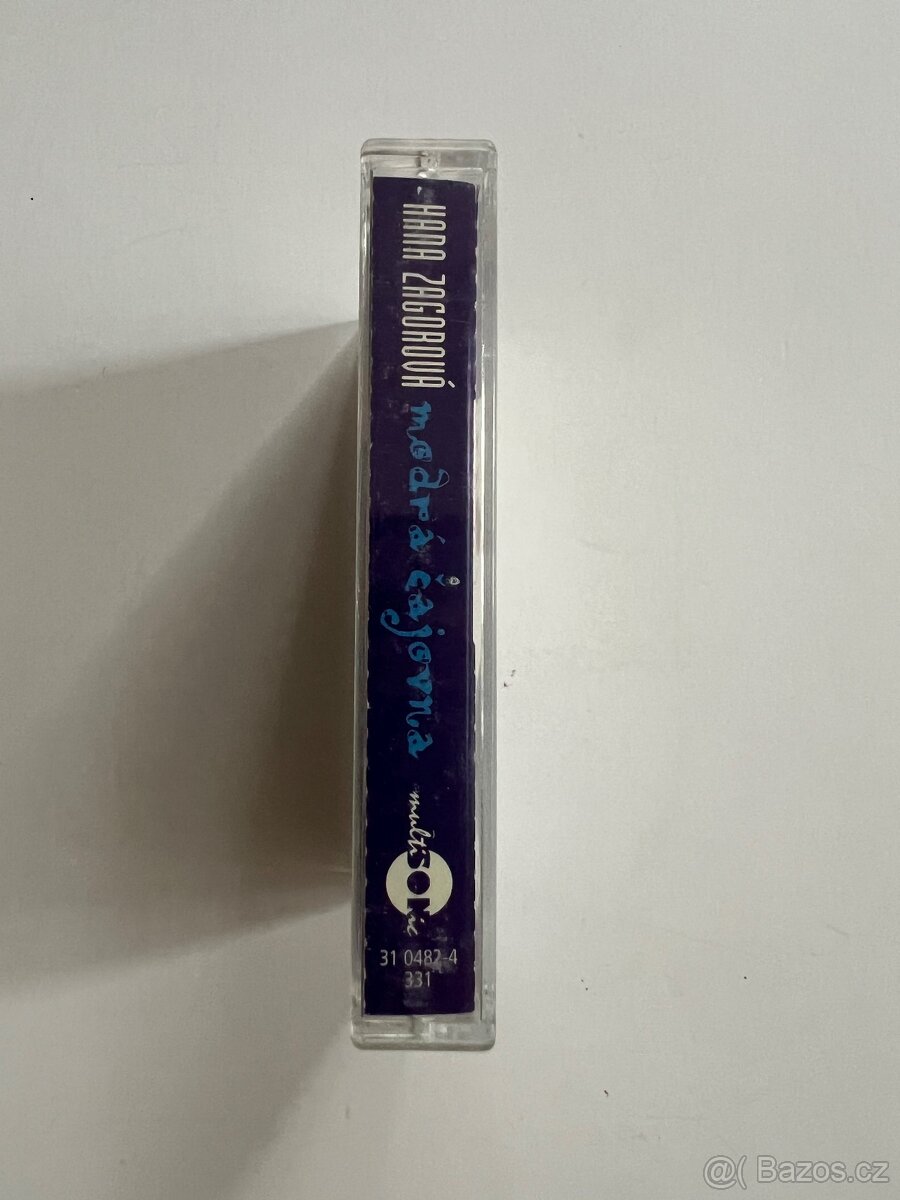 HANA ZAGOROVÁ modrá čajovna
multiSONic
31 0482-4
331
@( Bazos.cz